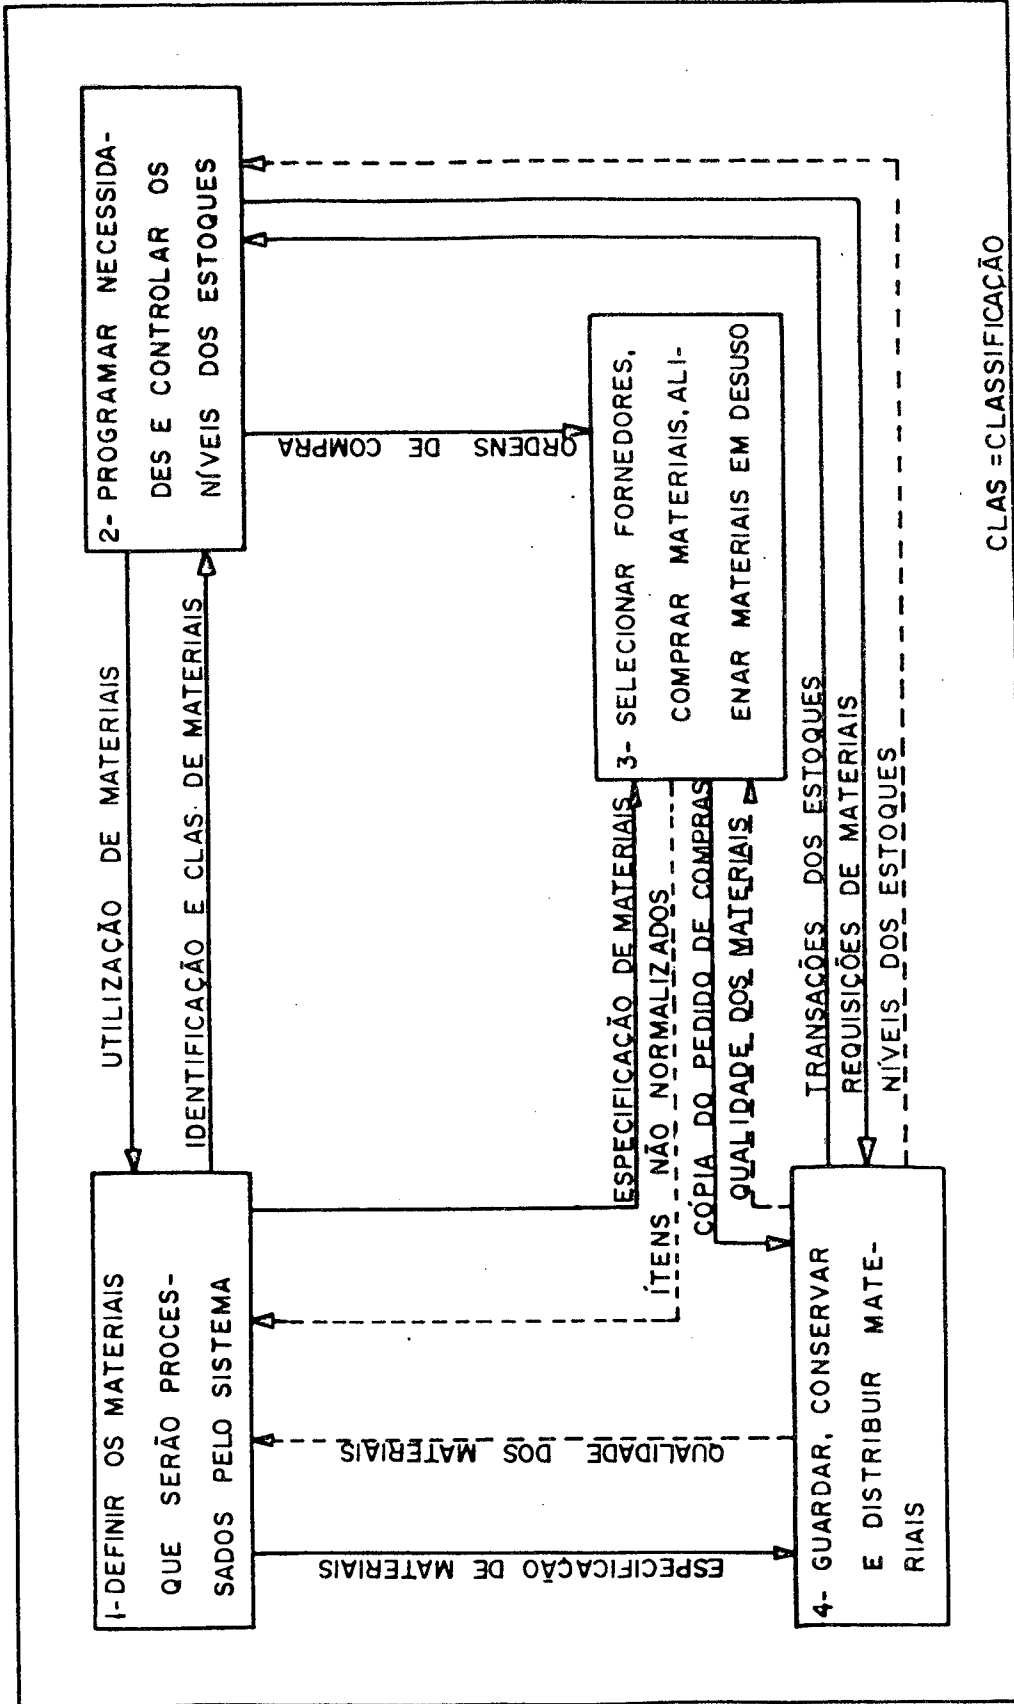 1-DEFINIR OS MATERIAIS
QUE SERÃO PROCES-
SADOS PELO SISTEMA
UTILIZAÇÃO DE MATERIAIS
IDENTIFICAÇÃO E CLAS. DE MATERIAIS
2- PROGRAMAR NECESSIDA-
DES E CONTROLAR OS
NÍVEIS DOS ESTOQUES
ORDENS DE COMPRA
3- SELECIONAR FORNEDORES,
COMPRAR MATERIAIS, ALI-
ENAR MATERIAIS EM DESUSO
ESPECIFICAÇÃO DE MATERIAIS
ÍTENS NÃO NORMALIZADOS
CÓPIA DO PEDIDO DE COMPRAS
QUALIDADE DOS MATERIAIS
QUALIDADE DOS MATERIAIS
ESPECIFICAÇÃO DE MATERIAIS
4- GUARDAR, CONSERVAR
E DISTRIBUIR MATE-
RIAIS
TRANSAÇÕES DOS ESTOQUES
REQUISIÇÕES DE MATERIAIS
NÍVEIS DOS ESTOQUES
CLAS =CLASSIFICAÇÃO